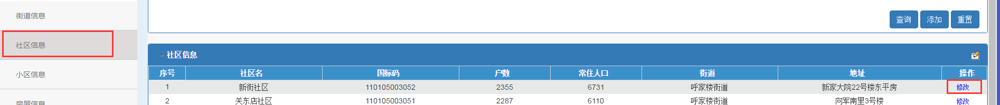 街道信息
社区信息
小区信息
房屋信息
查询 添加 重置
社区信息
序号 社区名 国标码 户数 常住人口 街道 地址 操作
1 新街社区 110105003052 2355 6731 呼家楼街道 新家大院22号楼东平房 修改
2 关东店社区 110105003051 2287 6110 呼家楼街道 向军南里3号楼 修改